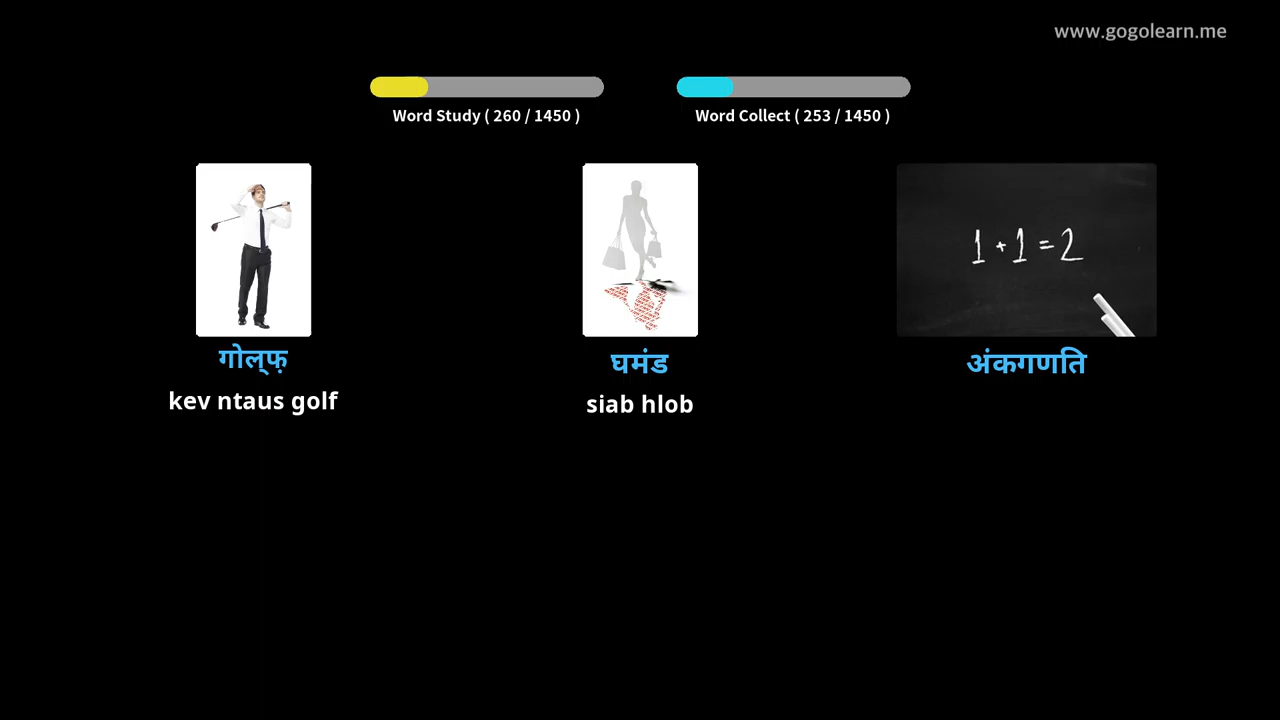 www.gogolearn.me
Word Study ( 260 / 1450 )
Word Collect ( 253 / 1450 )
1 + 1 = 2
गोल्फ़
kev ntaus golf
घमंड
siab hlob
अंकगणति